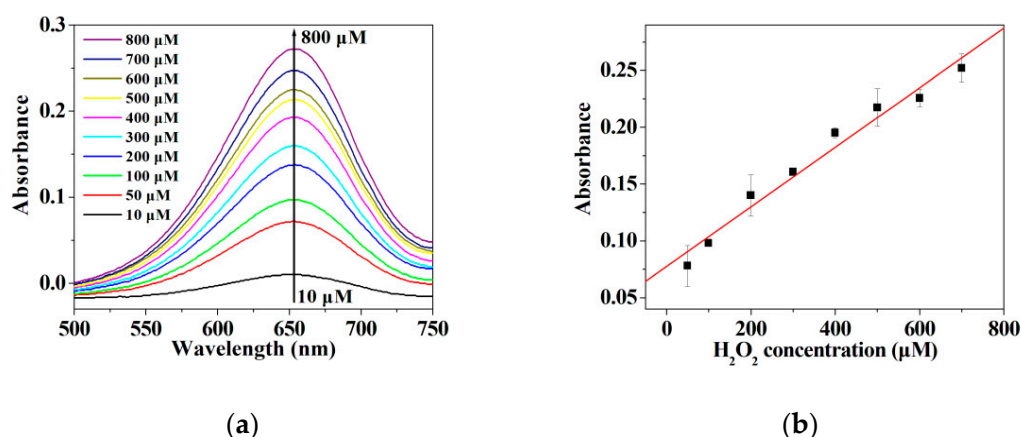 0.3
0.2
0.1
0.0
Absorbance
800 μM
700 μM
600 μM
500 μM
400 μM
300 μM
200 μM
100 μM
50 μM
10 μM
800 μM
10 μM
500 550 600 650 700 750
Wavelength (nm)
(a)
0.25
0.20
0.15
0.10
0.05
Absorbance
0 200 400 600 800
H₂O₂ concentration (μM)
(b)